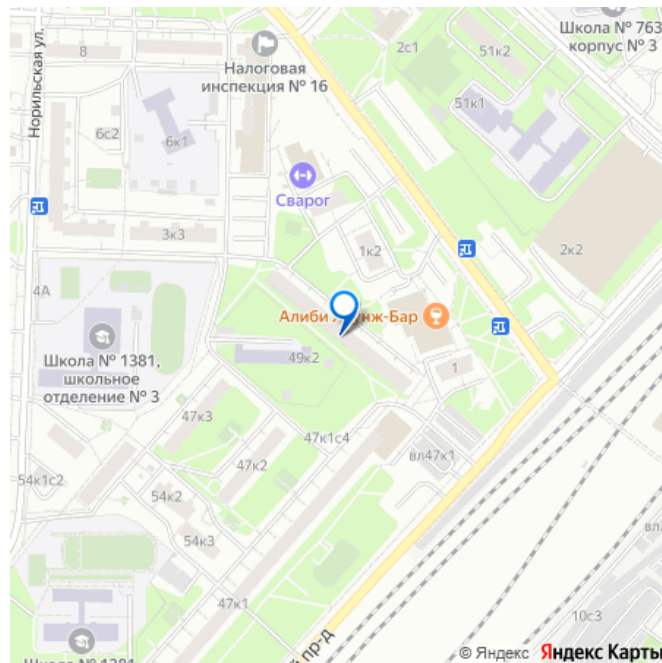 Школа № 763
корпус № 3
2с1
51к2
8
Налоговая
инспекция № 16
Норильская ул.
51к1
6с2
6к1
Сварог
3к3
1к2
2к2
4А
Алиби
нж-Бар
49к2
Школа № 1381,
школьное
отделение № 3
1
47к3
47к1с4
47к2
вл47к1
54к1с2
54к2
54к3
47к1
10с3
пр-д
© Яндекс Яндекс Карты